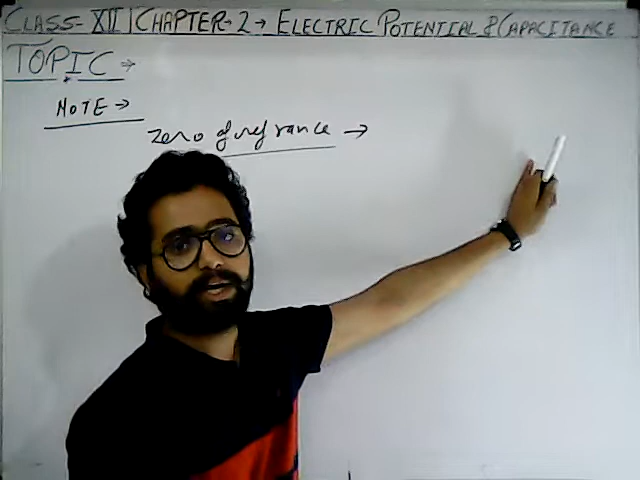 CLASS- XII | CHAPTER-2 → ELECTRIC POTENTIAL & CAPACITANCE
TOPIC →
NOTE →
Zero of refrance →